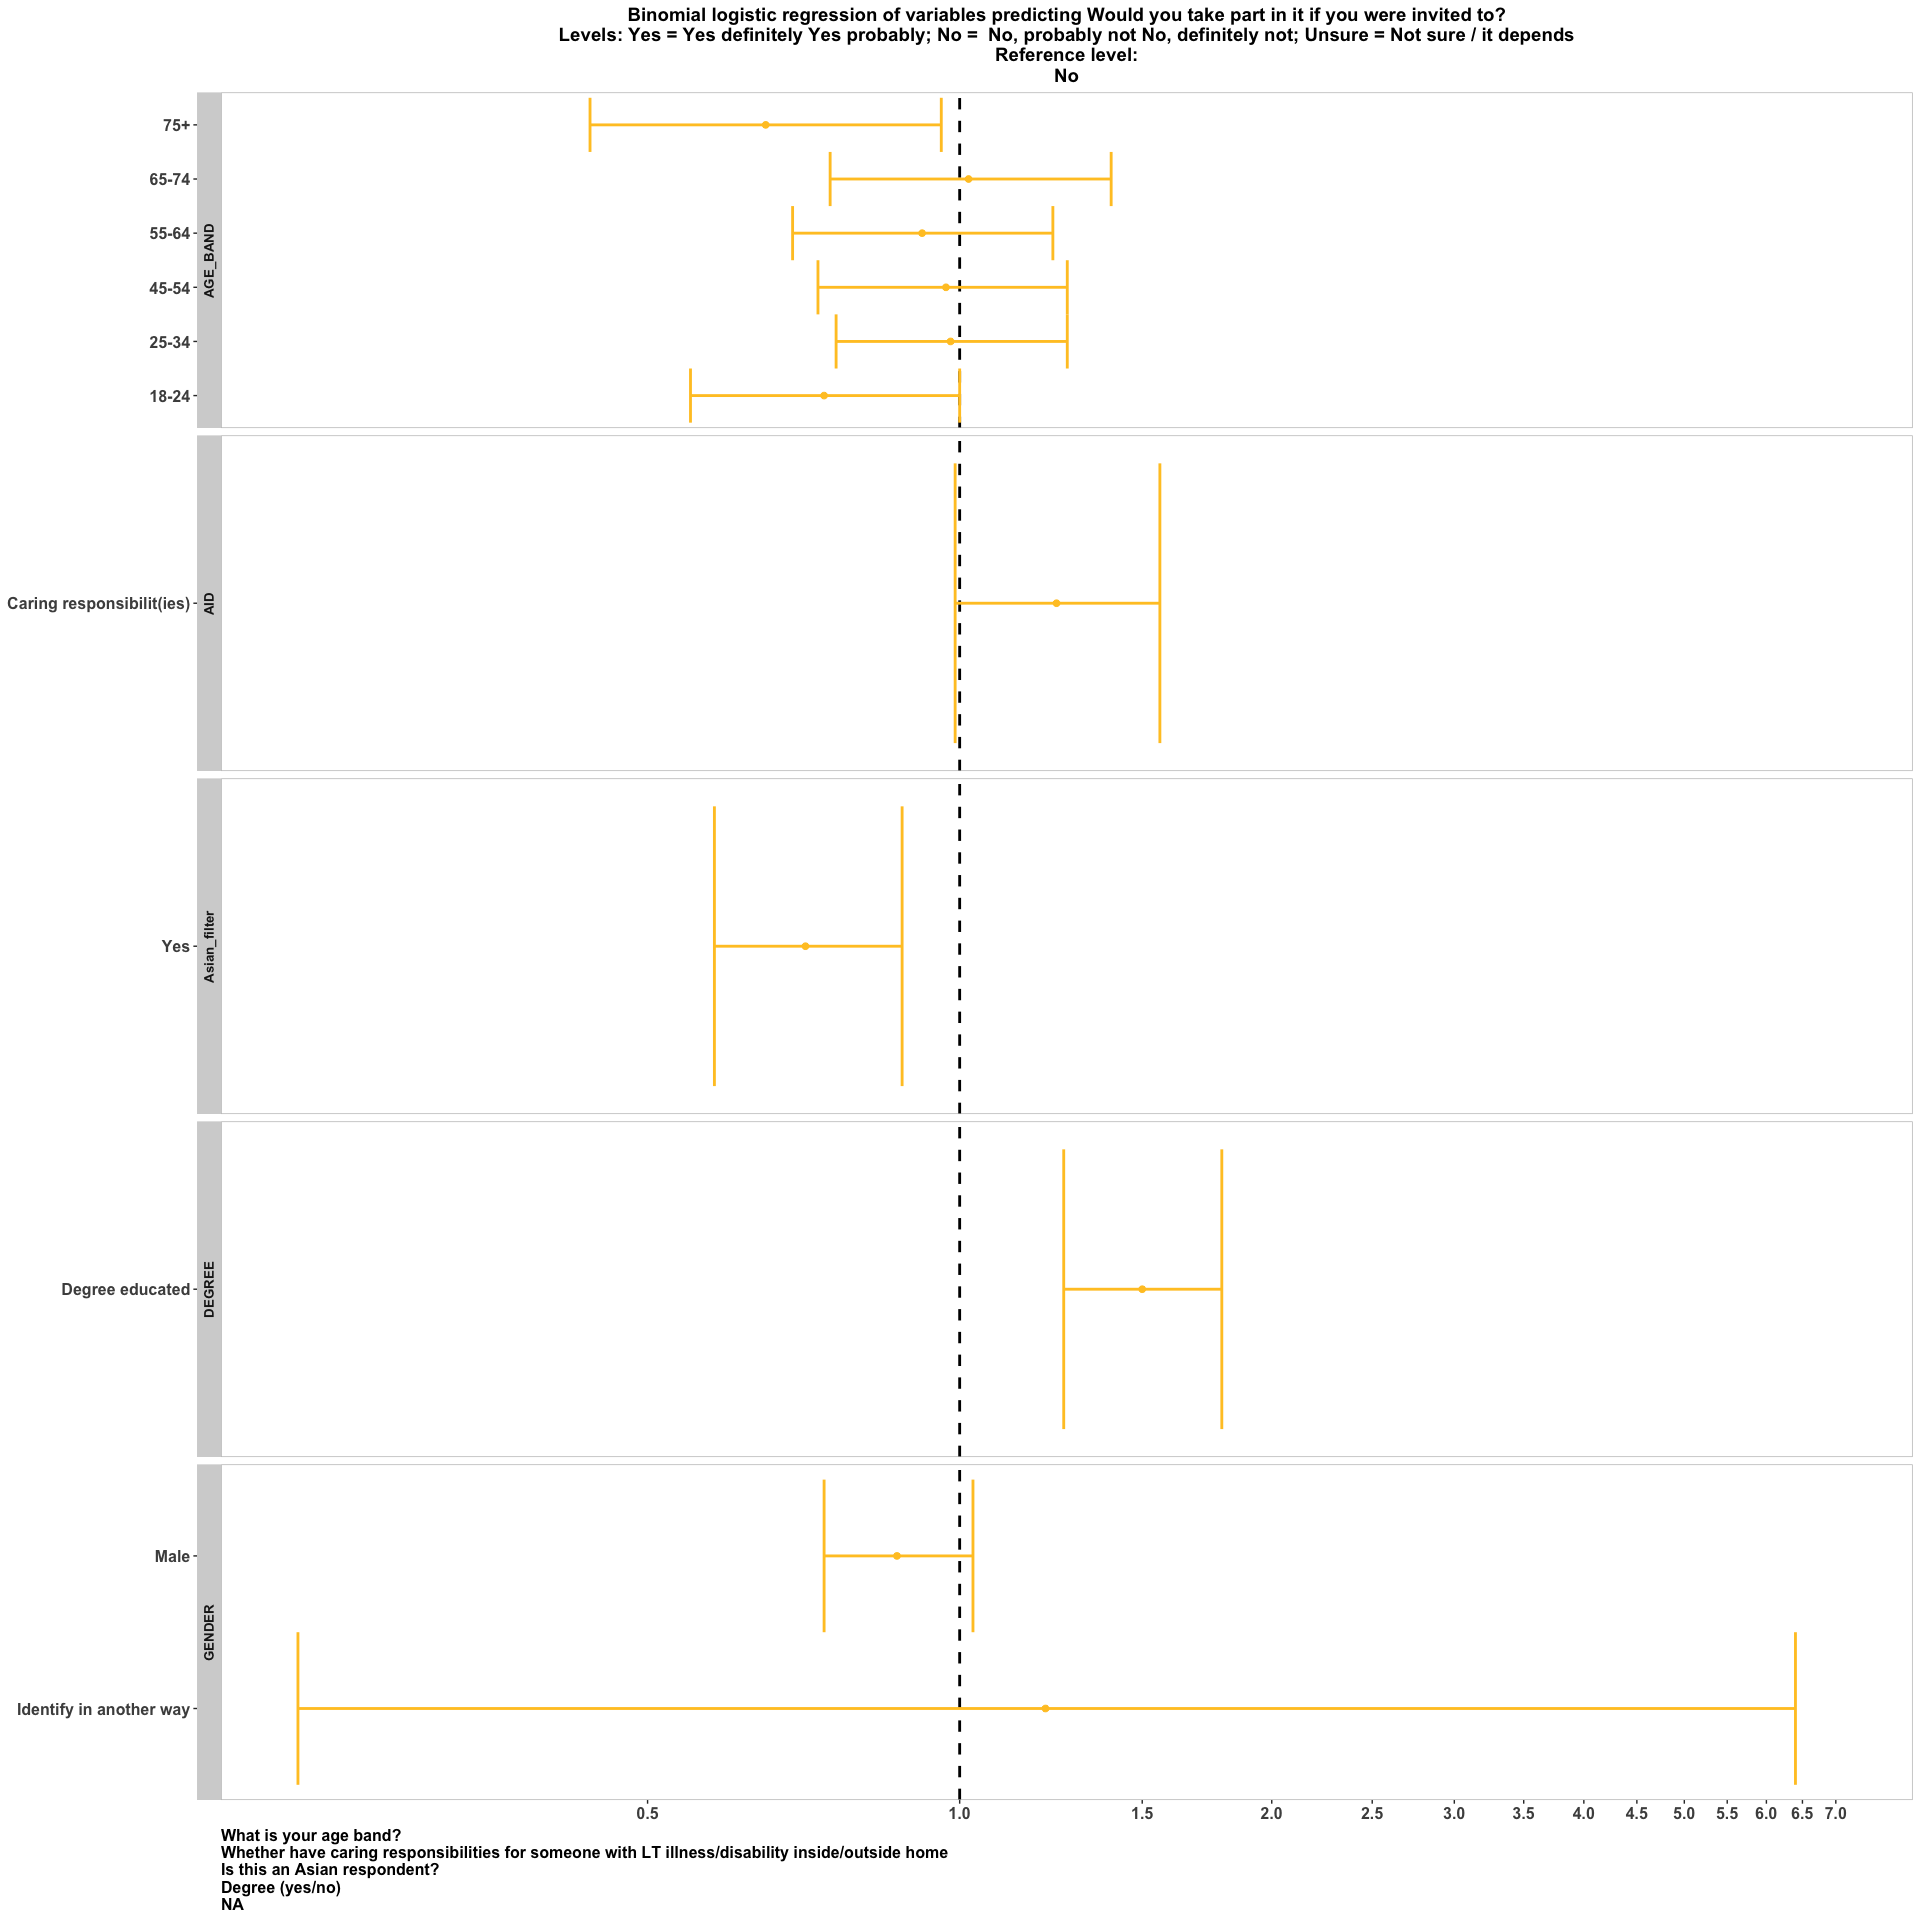 Binomial logistic regression of variables predicting Would you take part in it if you were invited to?
Levels: Yes = Yes definitely Yes probably; No =  No, probably not No, definitely not; Unsure = Not sure / it depends
Reference level:
No
AGE_BAND
75+
65-74
55-64
45-54
25-34
18-24
AID
Caring responsibilit(ies)
Asian_filter
Yes
DEGREE
Degree educated
GENDER
Male
Identify in another way
0.5 1.0 1.5 2.0 2.5 3.0 3.5 4.0 4.5 5.0 5.5 6.0 6.5 7.0
What is your age band?
Whether have caring responsibilities for someone with LT illness/disability inside/outside home
Is this an Asian respondent?
Degree (yes/no)
NA